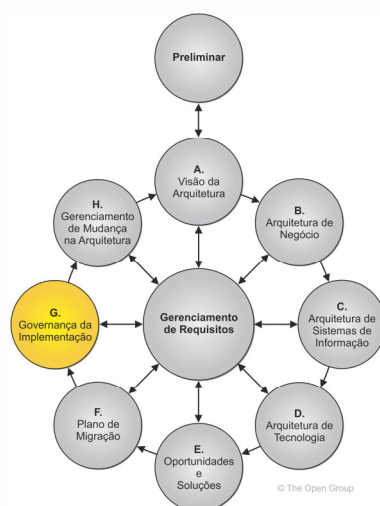 Preliminar
A.
Visão da
Arquitetura
H.
Gerenciamento
de Mudança
na Arquitetura
B.
Arquitetura de
Negócio
G.
Governança da
Implementação
Gerenciamento
de Requisitos
C.
Arquitetura de
Sistemas de
Informação
F.
Plano de
Migração
D.
Arquitetura de
Tecnologia
E.
Oportunidades
e
Soluções
© The Open Group